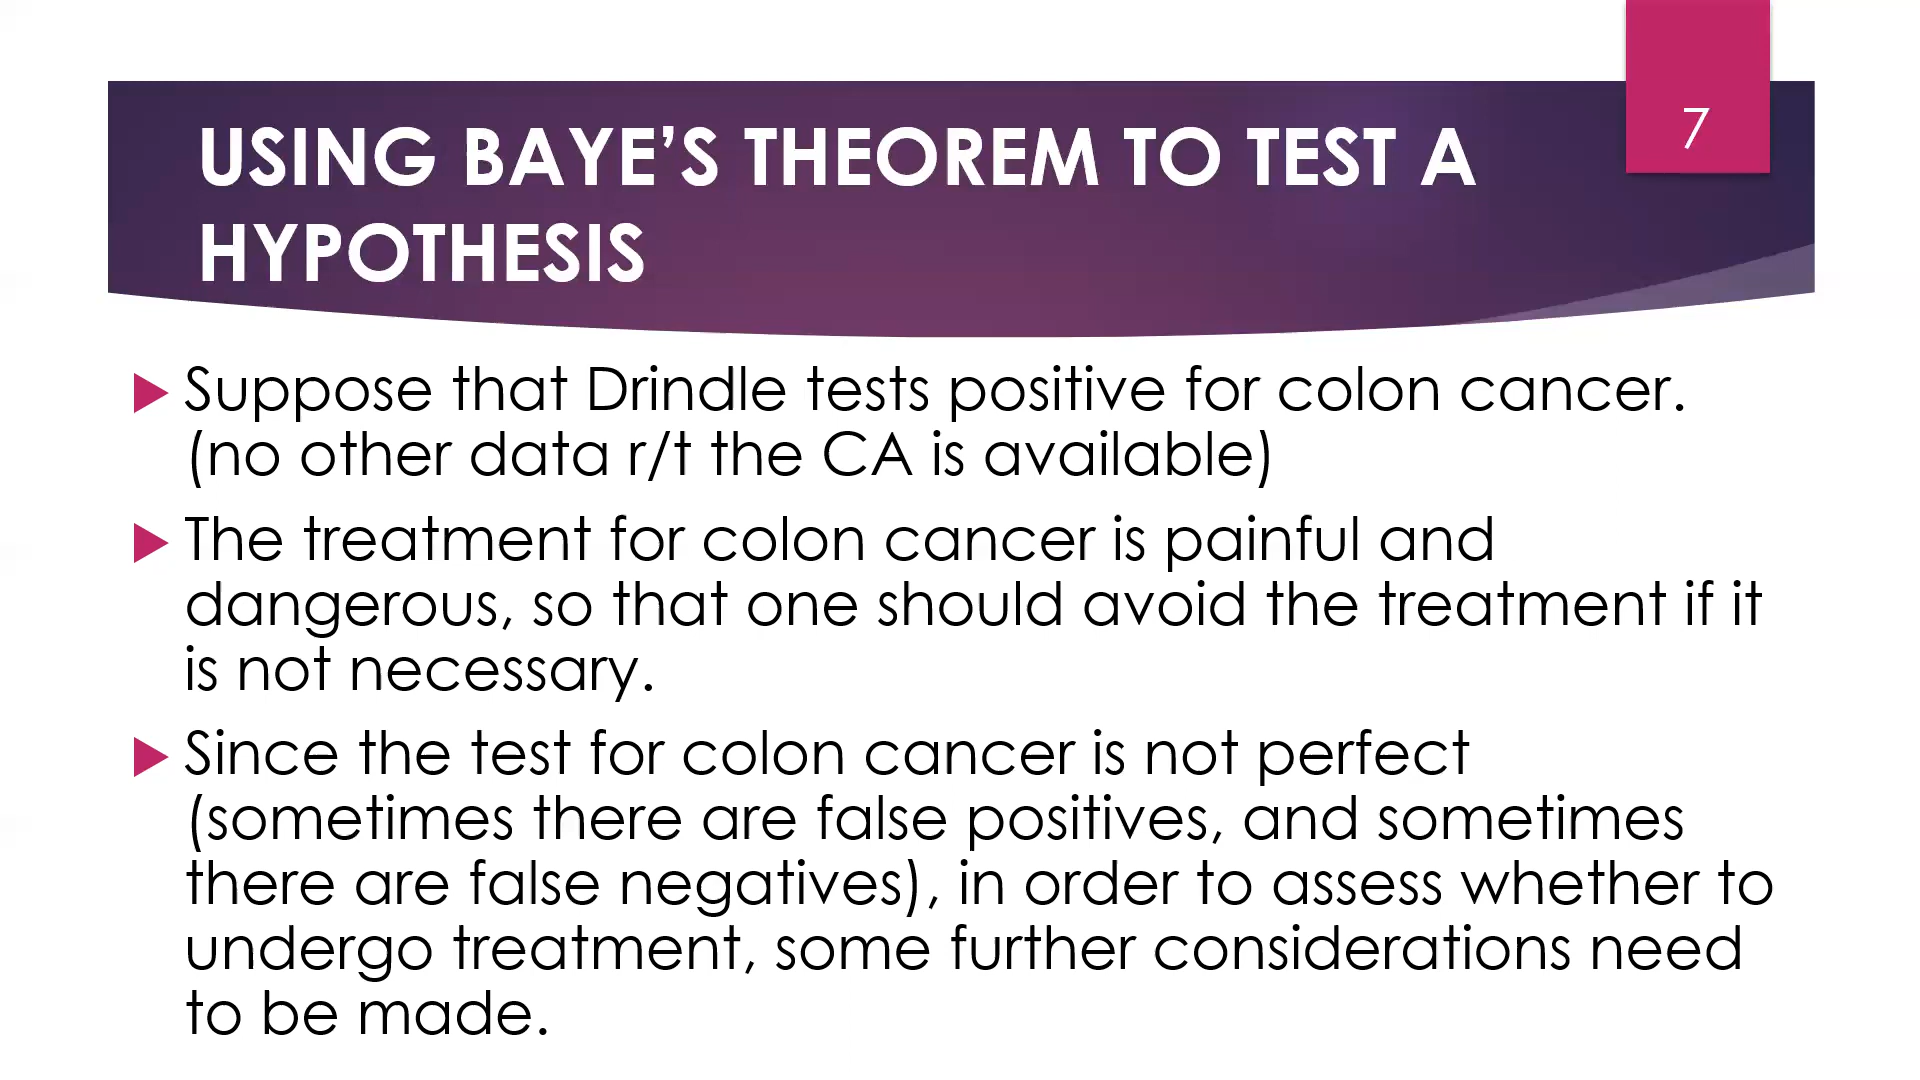 7
USING BAYE’S THEOREM TO TEST A
HYPOTHESIS
Suppose that Drindle tests positive for colon cancer.
(no other data r/t the CA is available)
The treatment for colon cancer is painful and
dangerous, so that one should avoid the treatment if it
is not necessary.
Since the test for colon cancer is not perfect
(sometimes there are false positives, and sometimes
there are false negatives), in order to assess whether to
undergo treatment, some further considerations need
to be made.